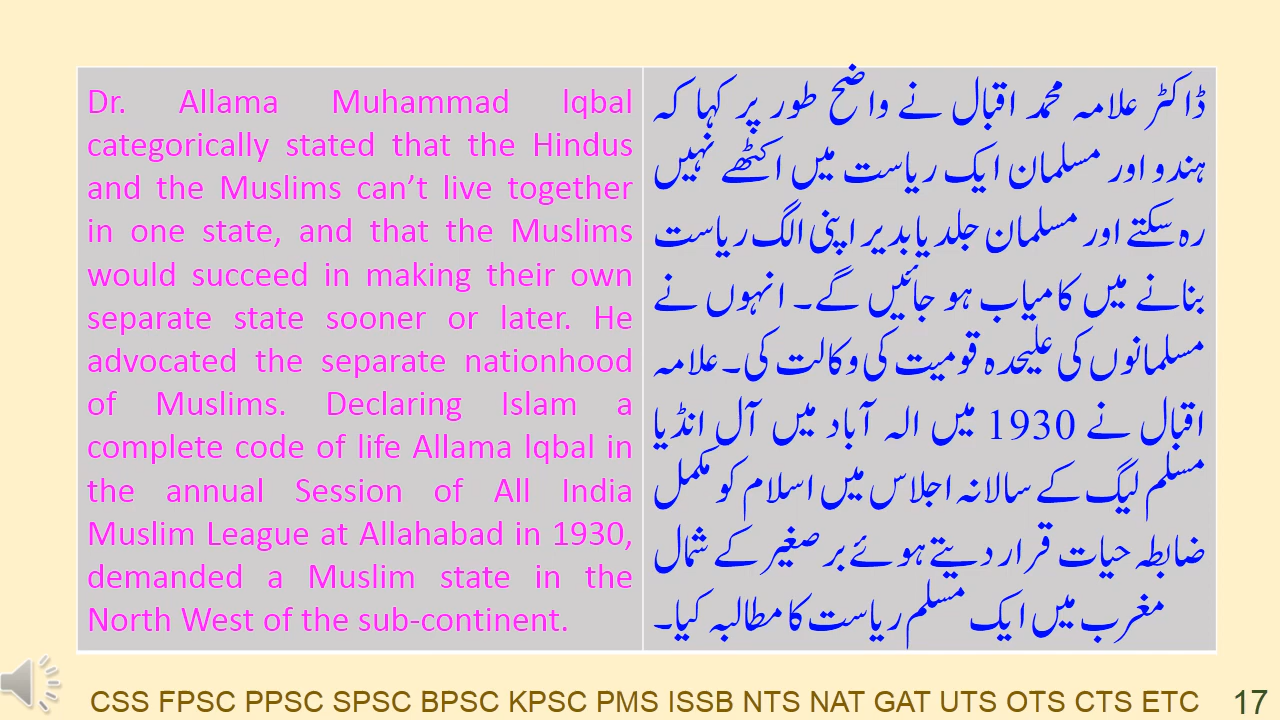 Dr. Allama Muhammad Iqbal
categorically stated that the Hindus
and the Muslims can’t live together
in one state, and that the Muslims
would succeed in making their own
separate state sooner or later. He
advocated the separate nationhood
of Muslims. Declaring Islam a
complete code of life Allama Iqbal in
the annual Session of All India
Muslim League at Allahabad in 1930,
demanded a Muslim state in the
North West of the sub-continent.
ڈاکٹر علامہ محمد اقبال نے واضح طور پر کہا کہ
ہندو اور مسلمان ایک ریاست میں اکٹھے نہیں
رہ سکتے اور مسلمان جلد یا بدیر اپنی الگ ریاست
بنانے میں کامیاب ہو جائیں گے۔ انہوں نے
مسلمانوں کی علیحدہ قومیت کی وکالت کی۔ علامہ
اقبال نے 1930 میں الہ آباد میں آل انڈیا
مسلم لیگ کے سالانہ اجلاس میں اسلام کو مکمل
ضابطہ حیات قرار دیتے ہوئے بر صغیر کے شمال
مغرب میں ایک مسلم ریاست کا مطالبہ کیا۔
CSS FPSC PPSC SPSC BPSC KPSC PMS ISSB NTS NAT GAT UTS OTS CTS ETC 17